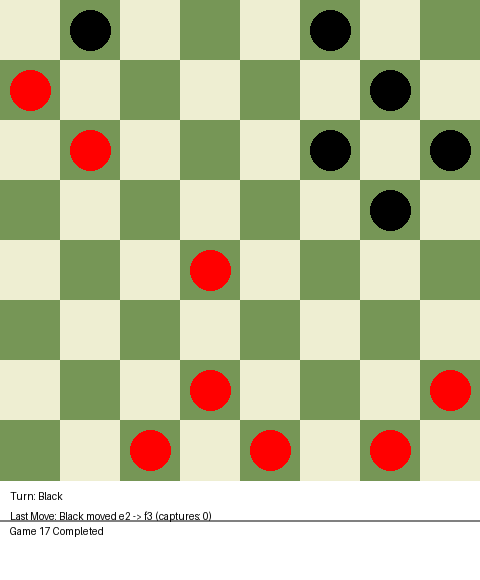 Turn: Black
Last Move: Black moved e2 -> f3 (captures: 0)
Game 17 Completed